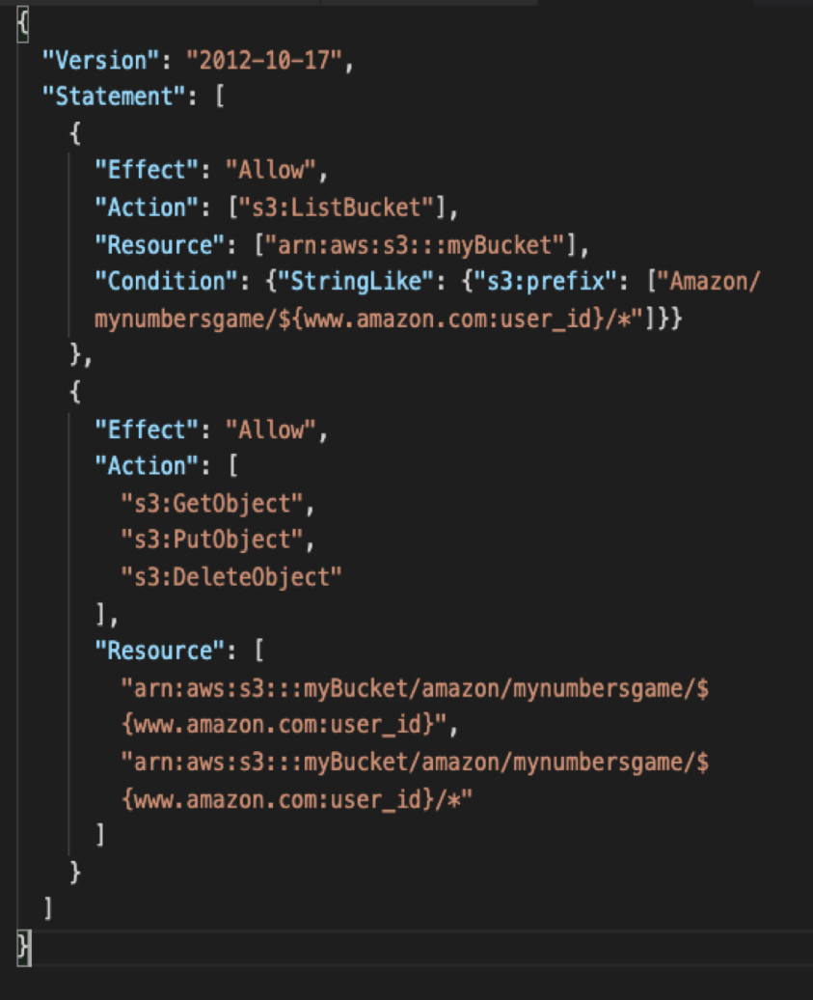 {
"Version": "2012-10-17",
"Statement": [
{
"Effect": "Allow",
"Action": ["s3:ListBucket"],
"Resource": ["arn:aws:s3:::myBucket"],
"Condition": {"StringLike": {"s3:prefix": ["Amazon/
mynumbersgame/${www.amazon.com:user_id}/*"]}}
},
{
"Effect": "Allow",
"Action": [
"s3:GetObject",
"s3:PutObject",
"s3:DeleteObject"
],
"Resource": [
"arn:aws:s3:::myBucket/amazon/mynumbersgame/$
{www.amazon.com:user_id}",
"arn:aws:s3:::myBucket/amazon/mynumbersgame/$
{www.amazon.com:user_id}/*"
]
}
]
}